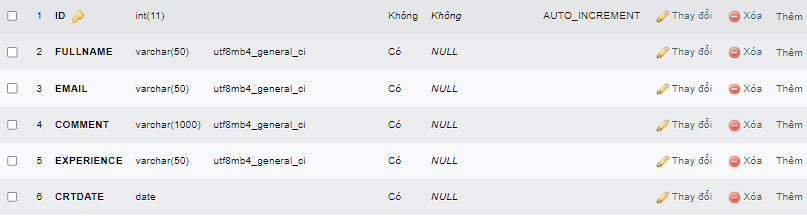 1 ID int(11) Không Không AUTO_INCREMENT Thay đổi Xóa Thêm
2 FULLNAME varchar(50) utf8mb4_general_ci Có NULL Thay đổi Xóa Thêm
3 EMAIL varchar(50) utf8mb4_general_ci Có NULL Thay đổi Xóa Thêm
4 COMMENT varchar(1000) utf8mb4_general_ci Có NULL Thay đổi Xóa Thêm
5 EXPERIENCE varchar(50) utf8mb4_general_ci Có NULL Thay đổi Xóa Thêm
6 CRTDATE date Có NULL Thay đổi Xóa Thêm